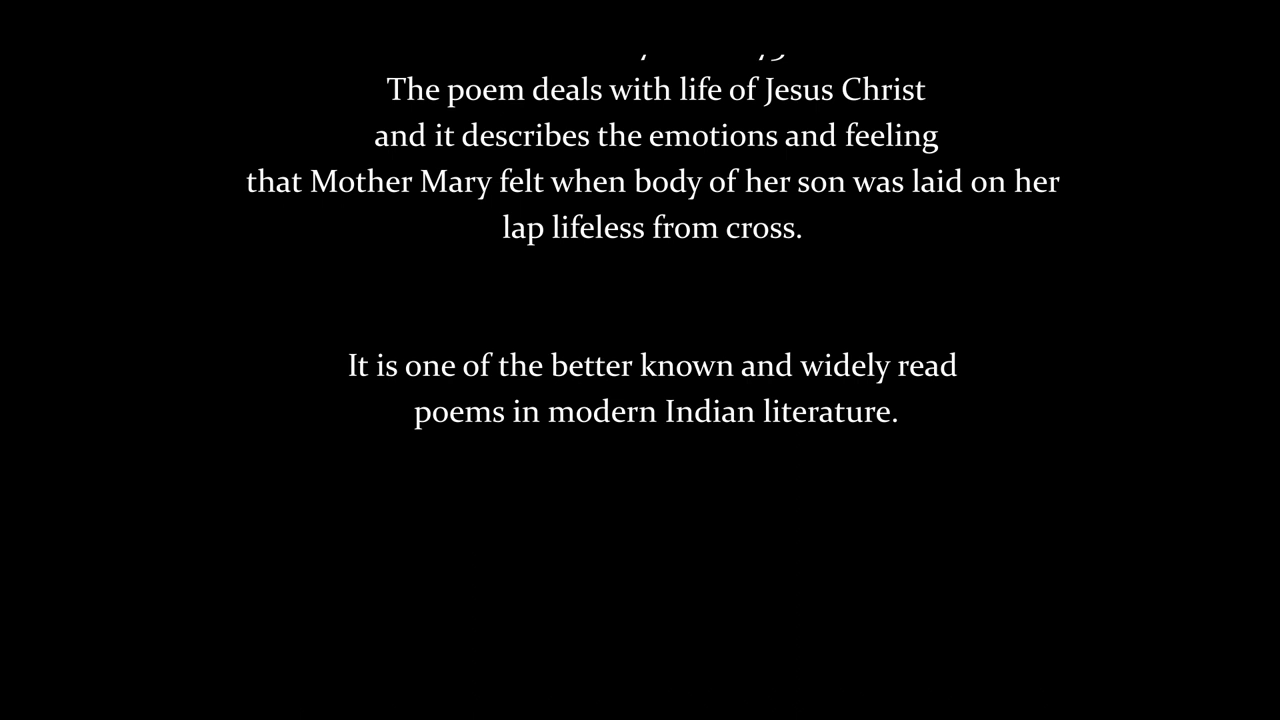 The poem deals with life of Jesus Christ
and it describes the emotions and feeling
that Mother Mary felt when body of her son was laid on her
lap lifeless from cross.
It is one of the better known and widely read
poems in modern Indian literature.